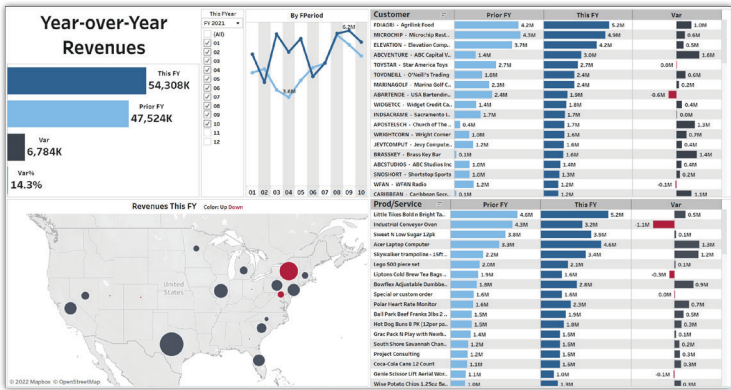 Year-over-Year
Revenues
This FY
54,308K
Prior FY
47,524K
Var
6,784K
Var%
14.3%
This FYear
FY 2021
(All)
01
02
03
04
05
06
07
08
09
10
11
12
By FPeriod
6.2M
3.6M
01 02 03 04 05 06 07 08 09 10
Customer Prior FY This FY Var
FDIAGRI - Agrilink Food 4.2M 5.2M 1.0M
MICROCHIP - Microchip Rest.. 4.3M 4.9M 0.6M
ELEVATION - Elevation Comp.. 3.7M 4.2M 0.5M
ABCVENTURE - ABC Capital V.. 1.4M 3.0M 1.6M
TOYSTAR - Star America Toys 2.7M 2.7M 0.0M
TOYONEILL - O'Neill's Trading 1.8M 2.4M 0.6M
MARINAGOLF - Marina Golf C.. 2.3M 2.4M 0.2M
ABARTENDE - USA Bartendin.. 2.4M 1.9M -0.6M
WIDGETCC - Widget Credit Ca.. 1.4M 1.8M 0.4M
INDSACRAME - Sacramento I.. 1.7M 1.7M 0.0M
APOSTELSCH - Church of The .. 0.4M 1.7M 1.3M
WRIGHTCORN - Wright Corner 1.0M 1.6M 0.7M
JEVTCOMPUT - Jevy Compute.. 1.2M 1.6M 0.4M
BRASSKEY - Brass Key Bar 0.1M 1.6M 1.4M
ABCSTUDIOS - ABC Studios Inc 1.0M 1.4M 0.4M
SNOSHORT - Shortstop Sports 1.0M 1.3M 0.2M
WFAN - WFAN Radio 1.2M 1.2M -0.1M
CARIBBEAN - Caribbean Secr.. 0.1M 1.2M 1.1M
Revenues This FY Color: Up Down
United
States
© 2022 Mapbox © OpenStreetMap
Prod/Service Prior FY This FY Var
Little Tikes Bold n Bright Ta.. 4.6M 5.2M 0.5M
Industrial Conveyor Oven 4.3M 3.2M -1.1M
Sweet N Low Sugar 12pk 3.8M 3.9M 0.1M
Acer Laptop Computer 3.3M 4.6M 1.3M
Skywalker trampoline - 15ft .. 2.2M 3.4M 1.2M
Lego 500 piece set 2.0M 2.1M 0.1M
Liptons Cold Brew Tea Bags .. 1.9M 1.6M -0.3M
Bowflex Adjustable Dumbbe.. 1.8M 2.8M 0.9M
Special or custom order 1.6M 1.6M 0.0M
Polar Heart Rate Monitor 1.6M 2.3M 0.7M
Ball Park Beef Franks 3lbs 2 .. 1.5M 1.8M 0.3M
Hot Dog Buns 8 PK (12per pa.. 1.5M 1.9M 0.3M
Grac Pack N Play with Newb.. 1.4M 1.5M 0.1M
South Shore Savannah Chan.. 1.2M 1.5M 0.2M
Project Consulting 1.2M 1.6M 0.3M
Coca-Cola Cane 12 Count 1.1M 1.5M 0.3M
Genie Scissor Lift Aerial Wor.. 1.1M 1.0M 0.0M
Wise Potato Chips 1.25oz Be.. 1.0M 1.3M 0.3M